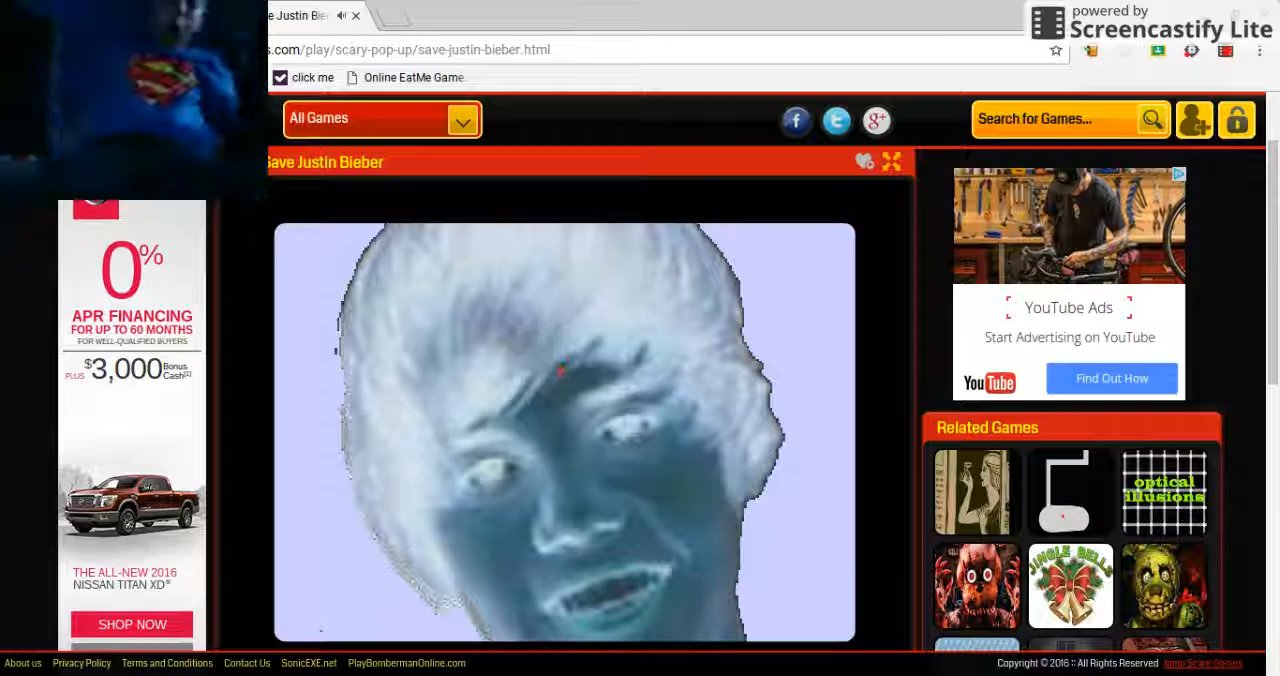 e Justin Bie
powered by
Screencastify Lite
s.com/play/scary-pop-up/save-justin-bieber.html
click me
Online EatMe Game
All Games
f
t
g+
Search for Games...
Save Justin Bieber
0%
APR FINANCING
FOR UP TO 60 MONTHS
FOR WELL-QUALIFIED BUYERS
PLUS $3,000 Bonus Cash[1]
THE ALL-NEW 2016
NISSAN TITAN XD®
SHOP NOW
YouTube Ads
Start Advertising on YouTube
YouTube
Find Out How
Related Games
optical
illusions
JINGLE BELLS
About us
Privacy Policy
Terms and Conditions
Contact Us
SonicEXE.net
PlayBombermanOnline.com
Copyright © 2016 :: All Rights Reserved
Jump Scare Games